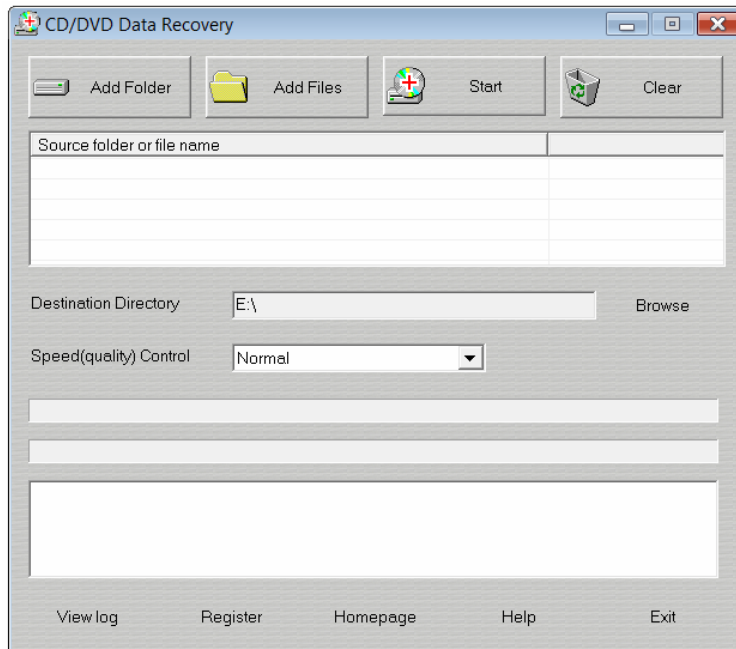 CD/DVD Data Recovery
Add Folder Add Files Start Clear
Source folder or file name
Destination Directory E:\ Browse
Speed(quality) Control Normal
View log Register Homepage Help Exit